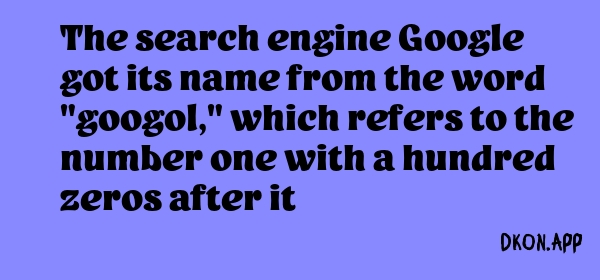 The search engine Google
got its name from the word
"googol," which refers to the
number one with a hundred
zeros after it
DKON.APP